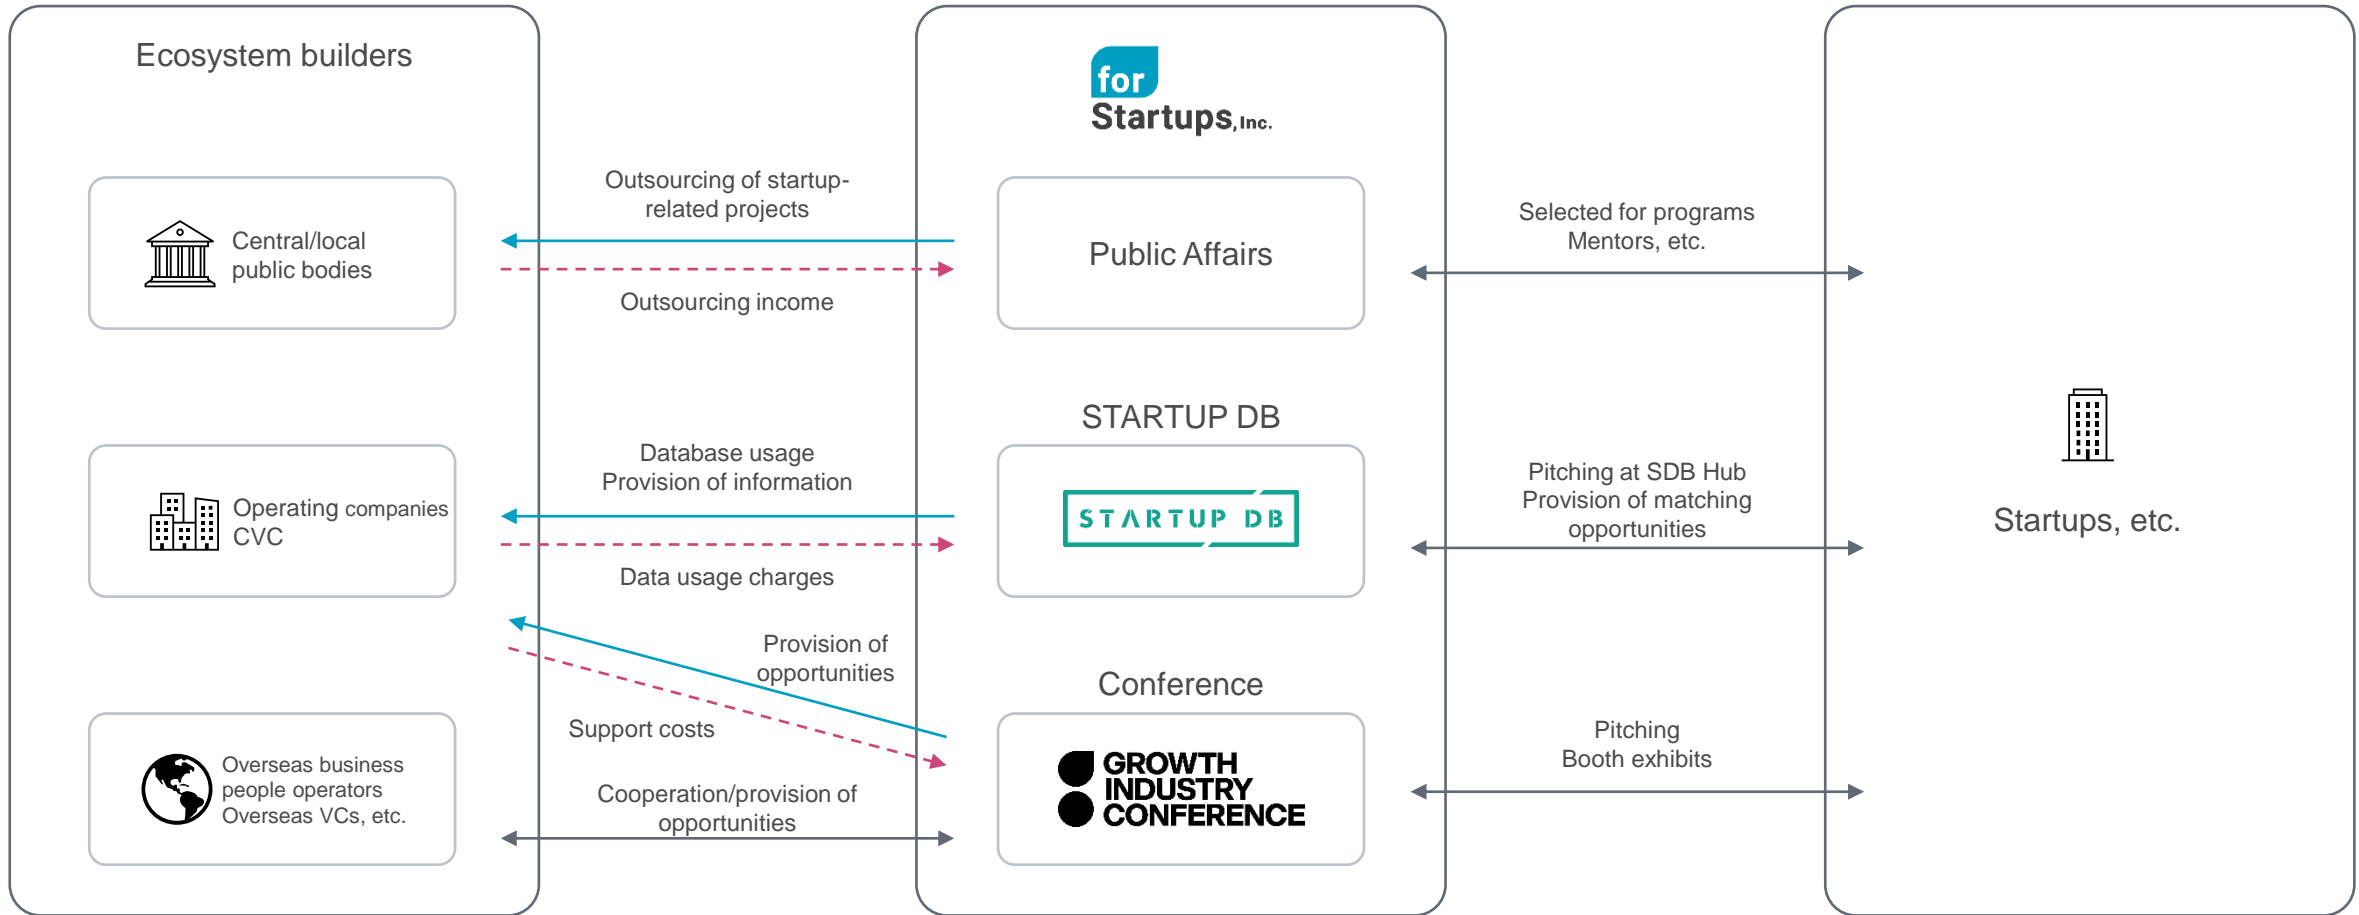 Ecosystem builders
Central/local
public bodies
Operating companies
CVC
Overseas business
people operators
Overseas VCs, etc.
Outsourcing of startup-
related projects
Outsourcing income
Database usage
Provision of information
Data usage charges
Provision of
opportunities
Support costs
Cooperation/provision of
opportunities
for
Startups,Inc.
Public Affairs
STARTUP DB
STARTUP DB
Conference
GROWTH
INDUSTRY
CONFERENCE
Selected for programs
Mentors, etc.
Pitching at SDB Hub
Provision of matching
opportunities
Pitching
Booth exhibits
Startups, etc.